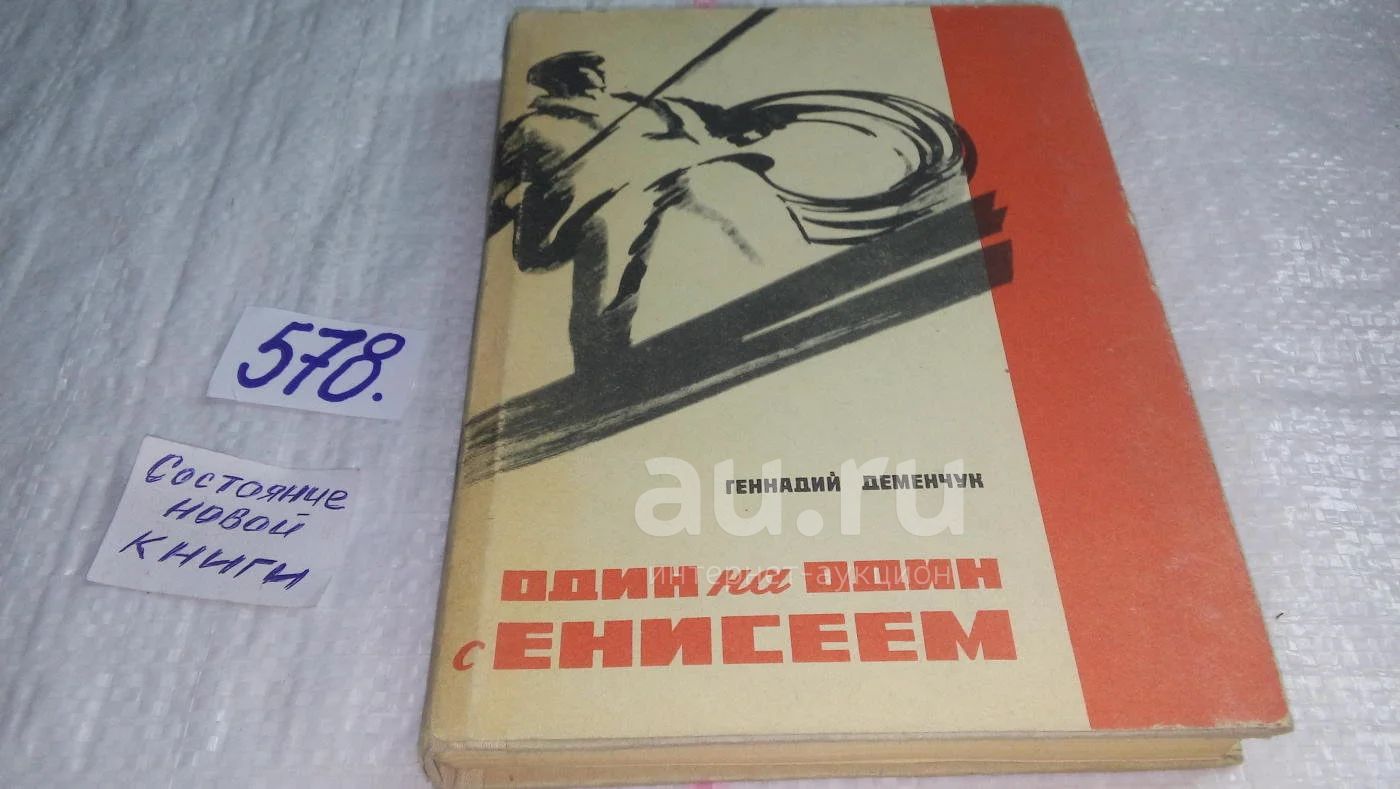 578.
Состояние
новой
книги
ГЕННАДИЙ ДЕМЕНЧУК
au.ru
интернет-аукцион
ОДИН на ОДИН
с ЕНИСЕЕМ